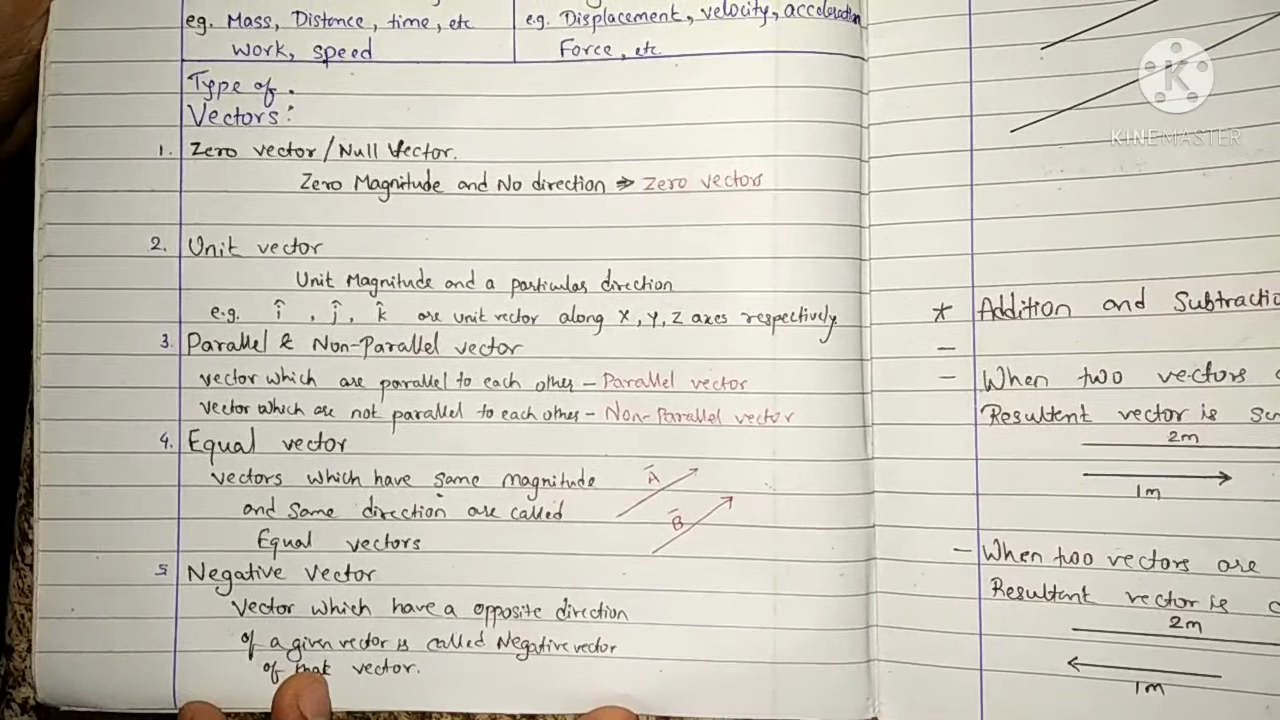 eg. Mass, Distance, time, etc
Work, speed
e.g. Displacement, velocity, acceleration
Force, etc
Type of.
Vectors:
1. Zero vector / Null Vector.
Zero Magnitude and No direction → Zero vectors
2. Unit vector
Unit Magnitude and a particular direction
e.g. î, ĵ, k̂ are unit vector along X, Y, Z axes respectively.
3. Parallel & Non-Parallel vector
vector which are parallel to each other - Parallel vector
vector which are not parallel to each other - Non-Parallel vector
4. Equal vector
vectors which have same magnitude
and same direction are called
Equal vectors
A
B
5 Negative Vector
Vector which have a opposite direction
of a given vector is called Negative vector
of that vector.
K
KINEMASTER
* Addition and Subtractio
–
– When two vectors
Resultent vector is su
2m
1m
– When two vectors are
Resultent vector is
2m
1m